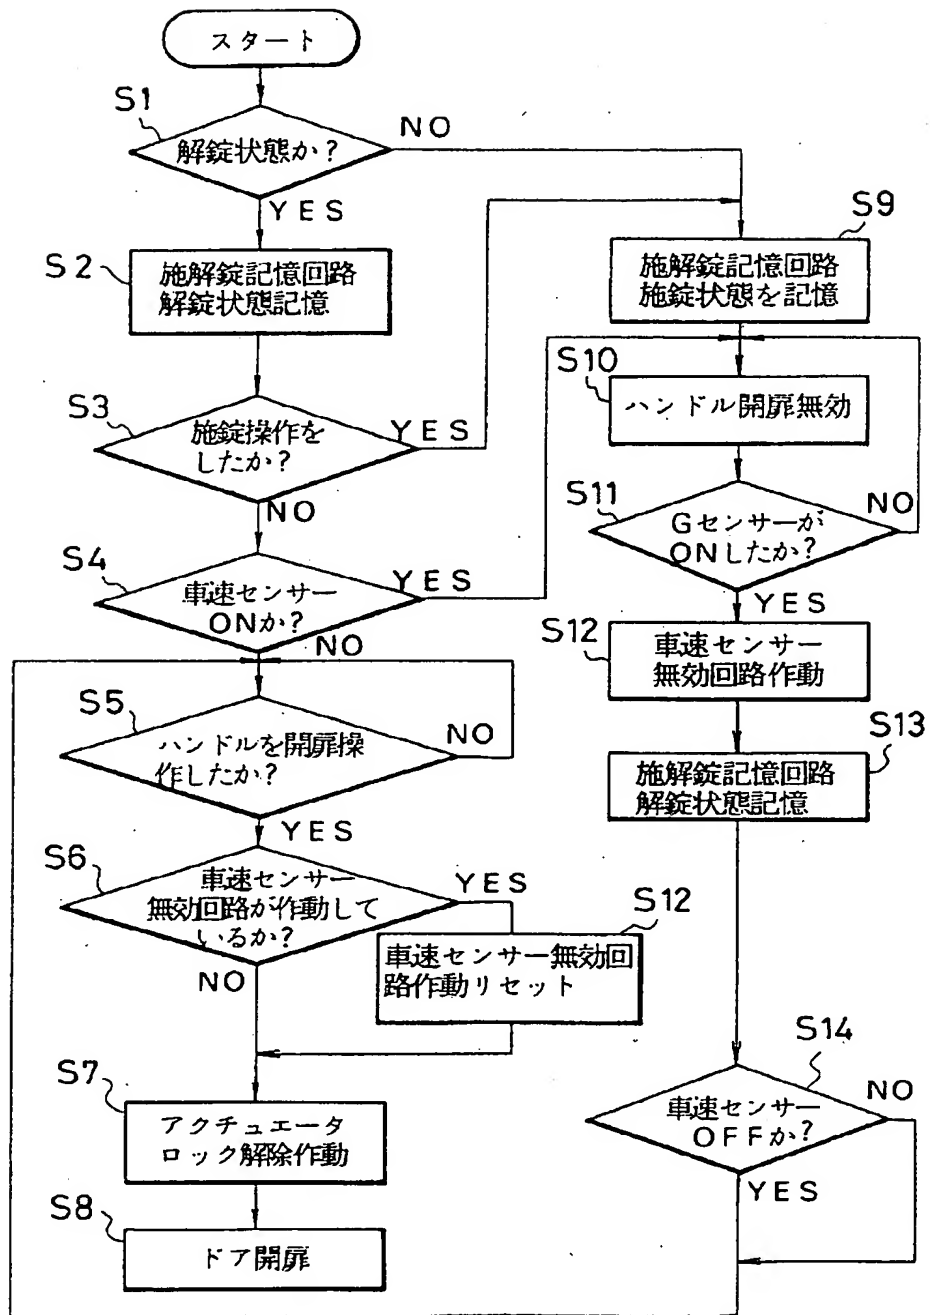 スタート
S1
解錠状態か?
NO
YES
S2
施解錠記憶回路
解錠状態記憶
S3
施錠操作を
したか?
YES
NO
S4
車速センサー
ONか?
YES
NO
S5
ハンドルを開扉操
作したか?
NO
YES
S6
車速センサー
無効回路が作動して
いるか?
YES
NO
S12
車速センサー無効回
路作動リセット
S7
アクチュエータ
ロック解除作動
S8
ドア開扉
S9
施解錠記憶回路
施錠状態を記憶
S10
ハンドル開扉無効
S11
Gセンサーが
ONしたか?
NO
YES
S12
車速センサー
無効回路作動
S13
施解錠記憶回路
解錠状態記憶
S14
車速センサー
OFFか?
NO
YES